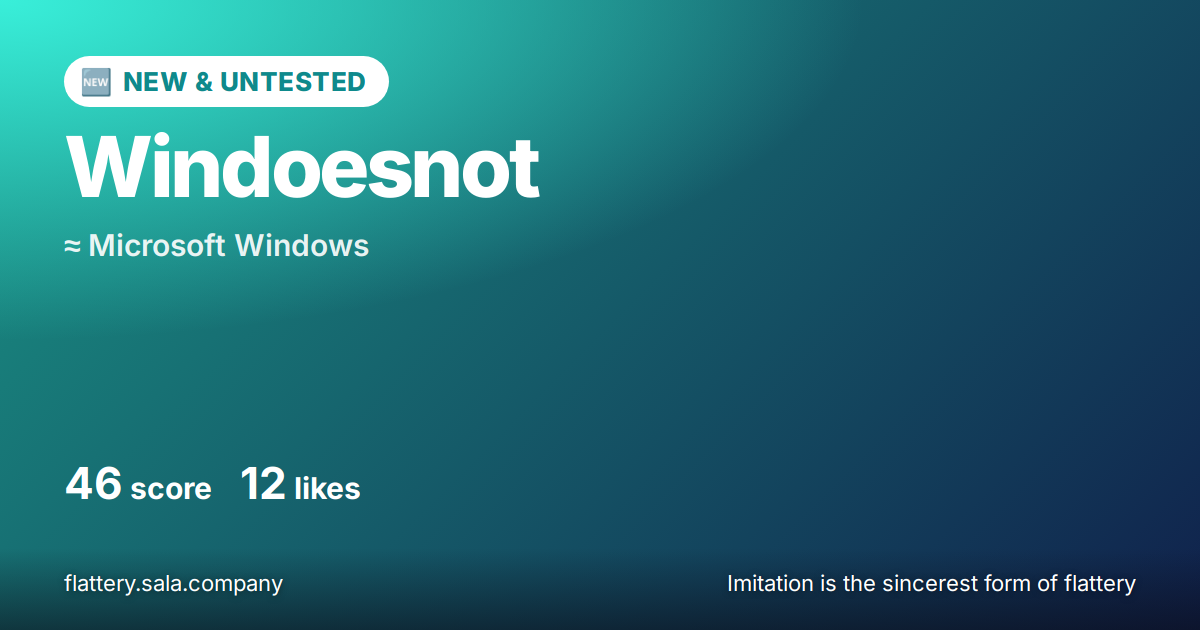 🆕 NEW & UNTESTED
Windoesnot
≈ Microsoft Windows
46 score 12 likes
flattery.sala.company
Imitation is the sincerest form of flattery